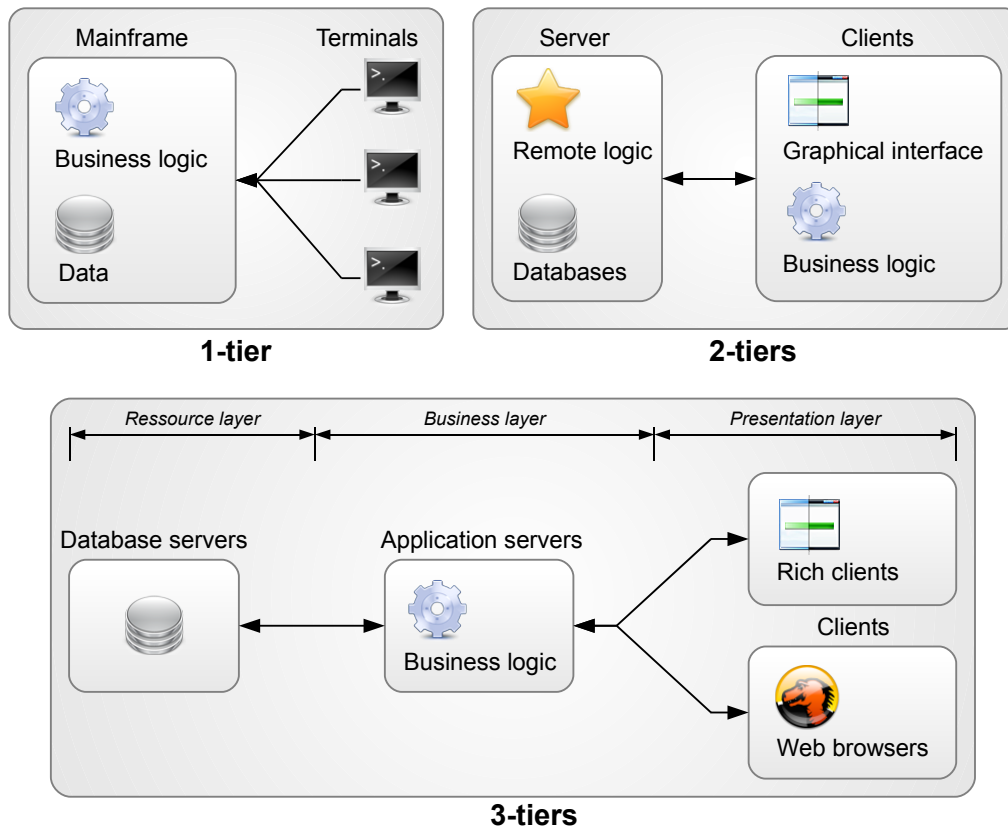 Mainframe
Terminals
Business logic
Data
>.
>.
>.
1-tier
Server
Clients
Remote logic
Graphical interface
Databases
Business logic
2-tiers
Ressource layer
Business layer
Presentation layer
Database servers
Application servers
Business logic
Rich clients
Clients
Web browsers
3-tiers